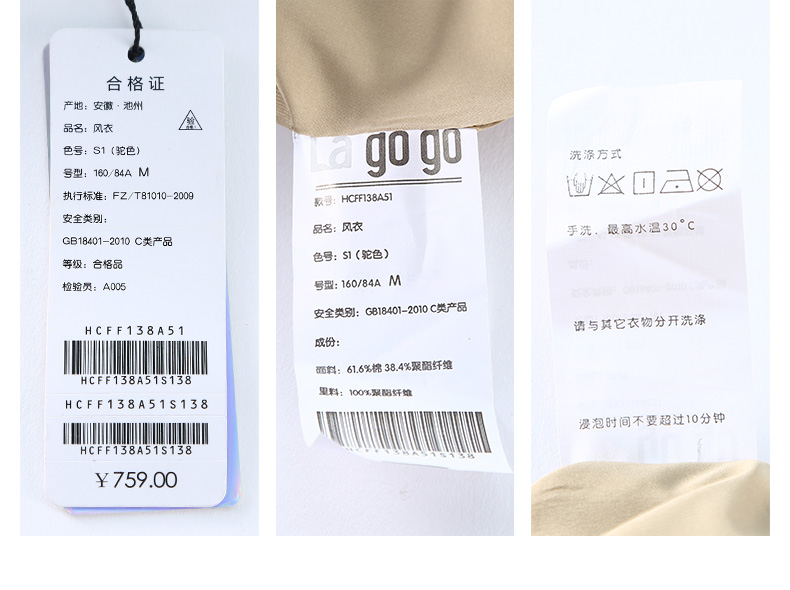 合格证
产地：安徽·池州
品名：风衣
验
合格1
色号：S1（驼色）
号型：160/84A M
执行标准：FZ/T81010-2009
安全类别：
GB18401-2010 C类产品
等级：合格品
检验员：A005
HCFF138A51
HCFF138A51S138
HCFF138A51S138
HCFF138A51S138
￥759.00
La go go
款号：HCFF138A51
品名：风衣
色号：S1（驼色）
号型：160/84A M
安全类别：GB18401-2010 C类产品
成份：
面料：61.6%棉 38.4%聚酯纤维
里料：100%聚酯纤维
HCFF138A51S138
洗涤方式
手洗、最高水温30°C
请与其它衣物分开洗涤
浸泡时间不要超过10分钟